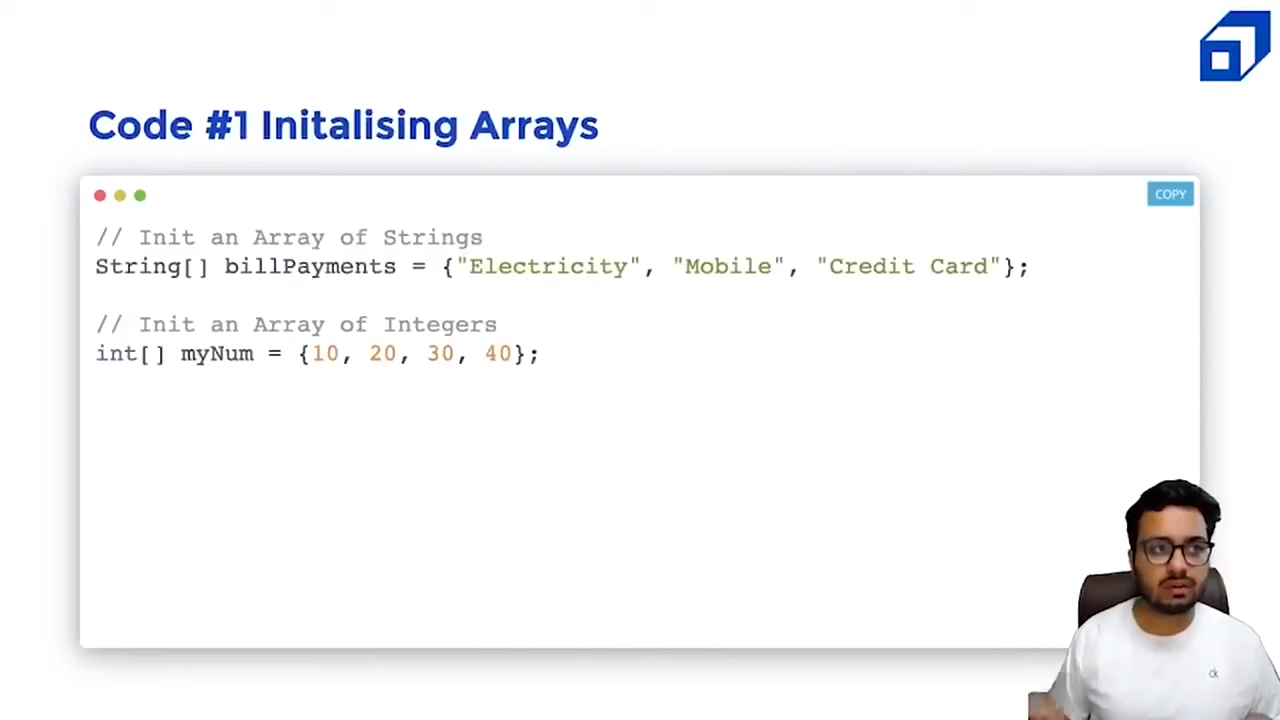 Code #1 Initalising Arrays
COPY
// Init an Array of Strings
String[] billPayments = {"Electricity", "Mobile", "Credit Card"};
// Init an Array of Integers
int[] myNum = {10, 20, 30, 40};
ck